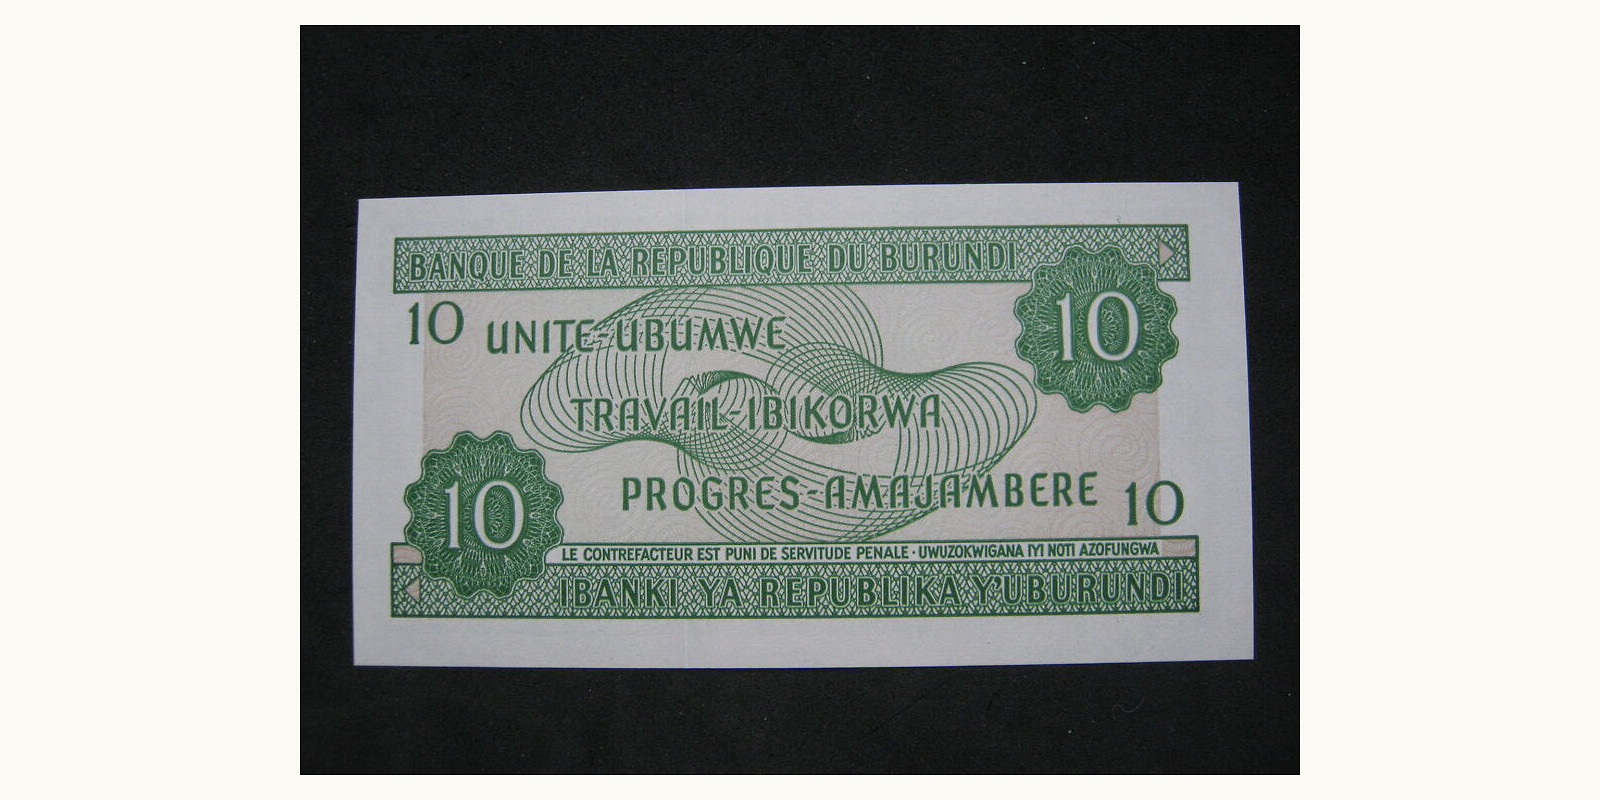 BANQUE DE LA REPUBLIQUE DU BURUNDI
10
10 UNITE-UBUMWE
TRAVAIL-IBIKORWA
PROGRES-AMAJAMBERE 10
10
LE CONTREFACTEUR EST PUNI DE SERVITUDE PENALE · UWUZOKWIGANA IYI NOTI AZOFUNGWA
IBANKI YA REPUBLIKA Y'UBURUNDI